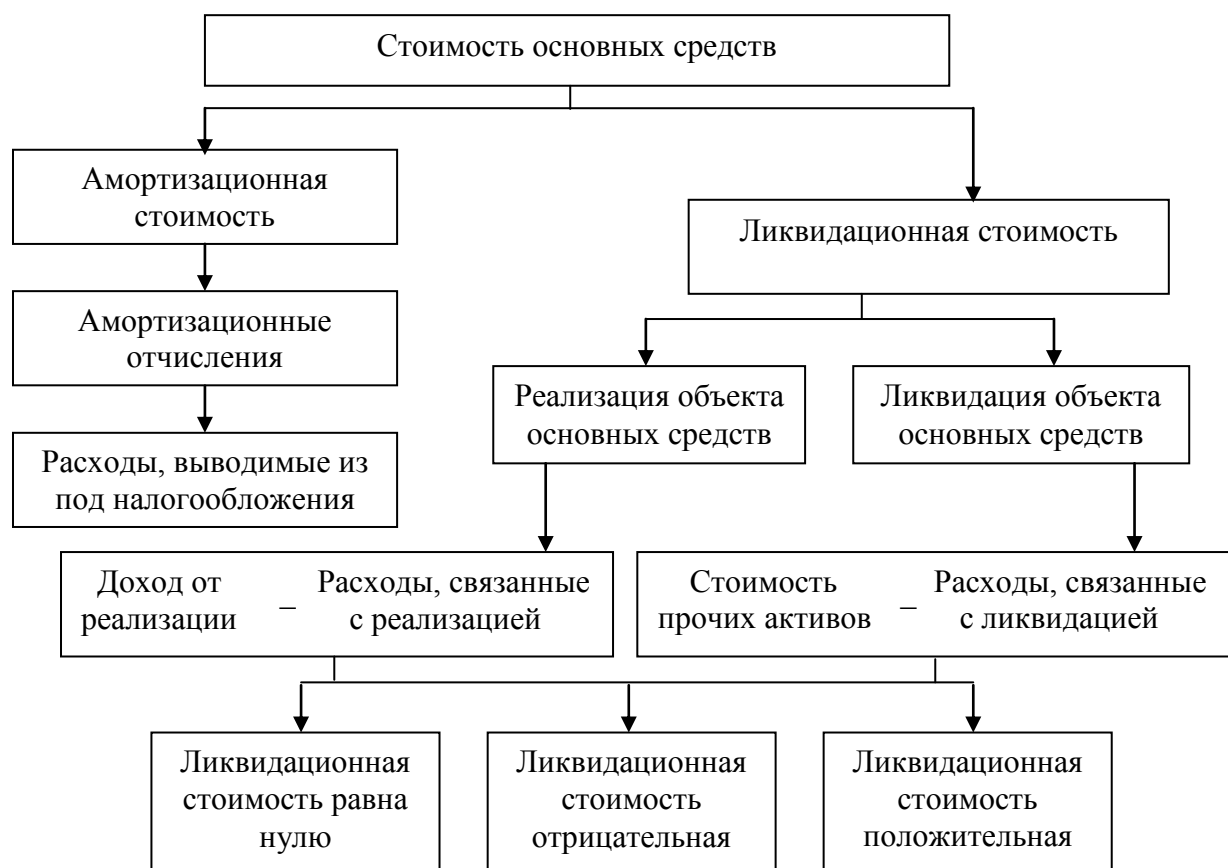 Стоимость основных средств
Амортизационная
стоимость
Ликвидационная стоимость
Амортизационные
отчисления
Реализация объекта
основных средств
Ликвидация объекта
основных средств
Расходы, выводимые из
под налогообложения
Доход от
реализации
–
Расходы, связанные
с реализацией
Стоимость
прочих активов
–
Расходы, связанные
с ликвидацией
Ликвидационная
стоимость равна
нулю
Ликвидационная
стоимость
отрицательная
Ликвидационная
стоимость
положительная